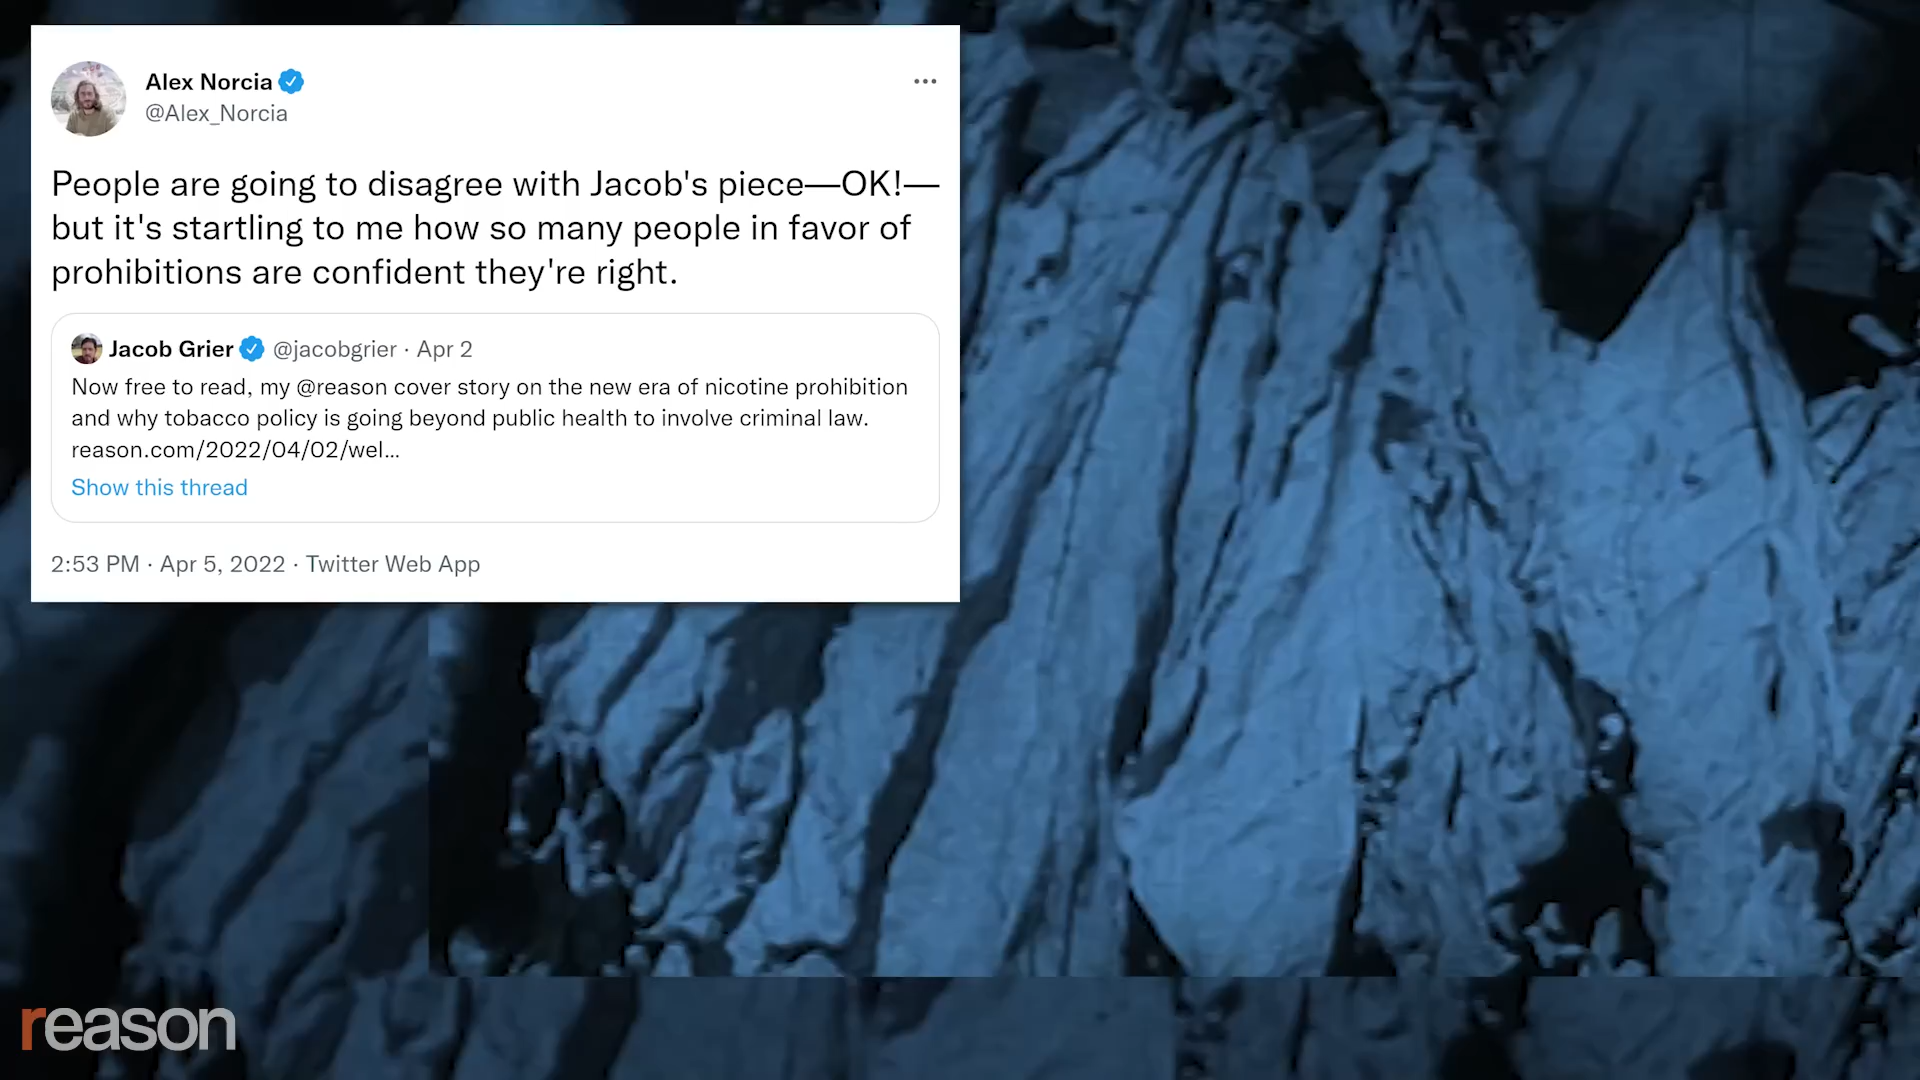 Alex Norcia
@Alex_Norcia
People are going to disagree with Jacob's piece—OK!—
but it's startling to me how so many people in favor of
prohibitions are confident they're right.
Jacob Grier @jacobgrier · Apr 2
Now free to read, my @reason cover story on the new era of nicotine prohibition
and why tobacco policy is going beyond public health to involve criminal law.
reason.com/2022/04/02/wel...
Show this thread
2:53 PM · Apr 5, 2022 · Twitter Web App
reason